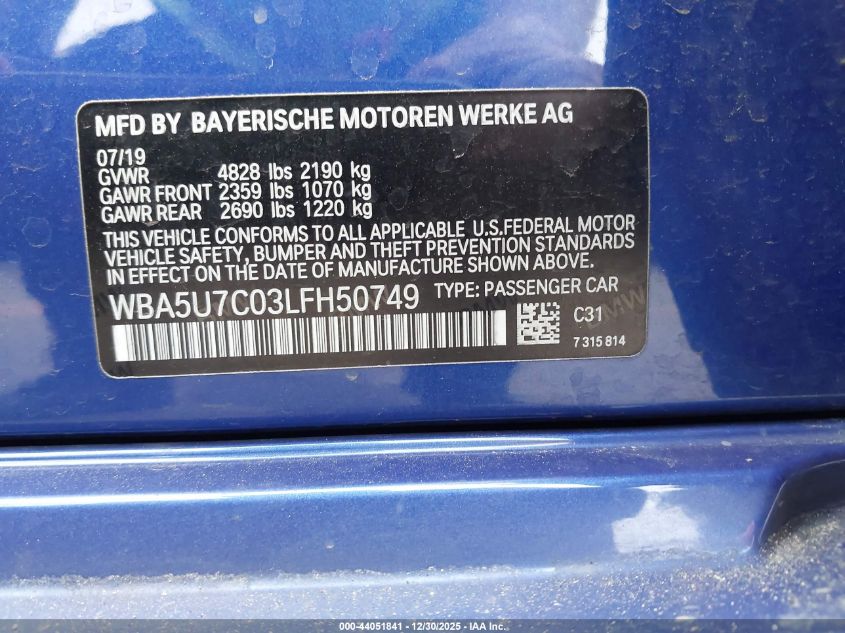 MFD BY BAYERISCHE MOTOREN WERKE AG
07/19
GVWR 4828 lbs 2190 kg
GAWR FRONT 2359 lbs 1070 kg
GAWR REAR 2690 lbs 1220 kg
THIS VEHICLE CONFORMS TO ALL APPLICABLE U.S.FEDERAL MOTOR
VEHICLE SAFETY, BUMPER AND THEFT PREVENTION STANDARDS
IN EFFECT ON THE DATE OF MANUFACTURE SHOWN ABOVE.
WBA5U7C03LFH50749 TYPE: PASSENGER CAR
C31
7 315 814
BMW
000-44051841 - 12/30/2025 - IAA Inc.